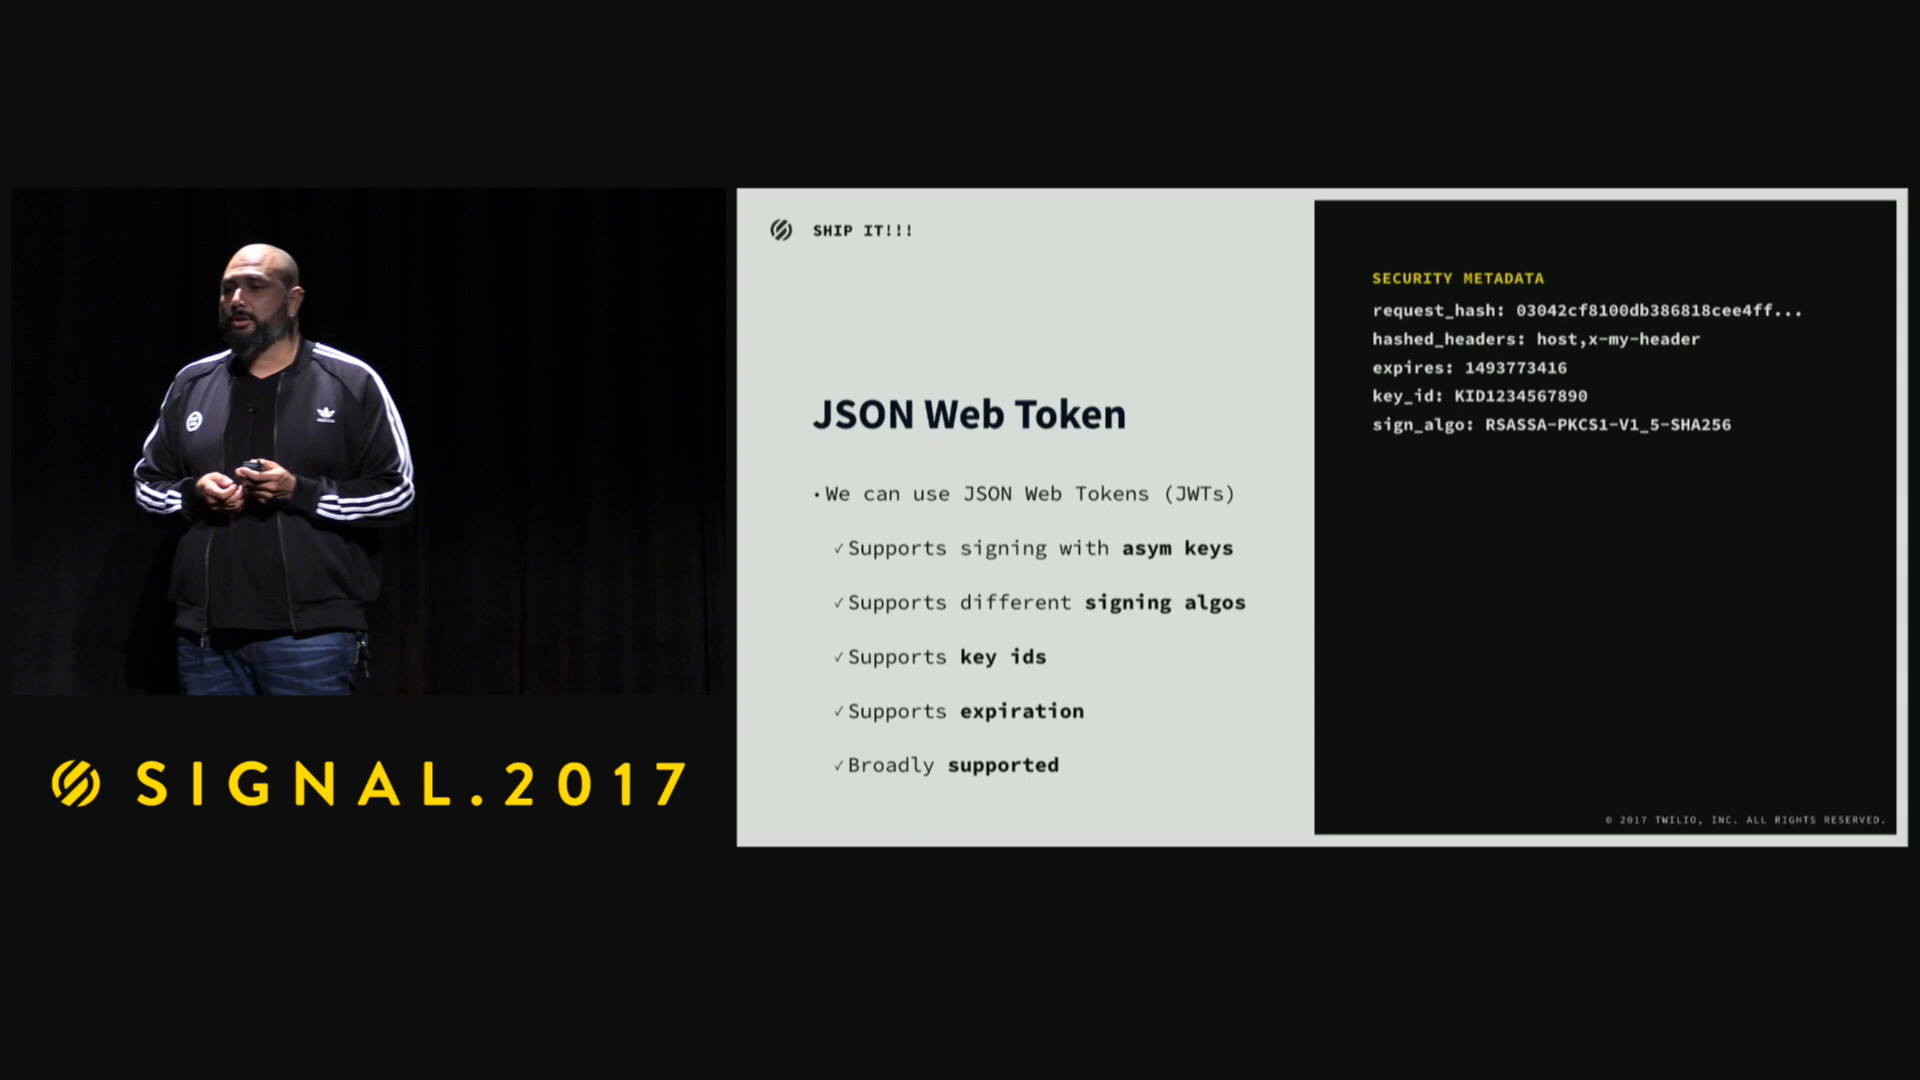 SHIP IT!!!
JSON Web Token
•We can use JSON Web Tokens (JWTs)
✓Supports signing with asym keys
✓Supports different signing algos
✓Supports key ids
✓Supports expiration
✓Broadly supported
SECURITY METADATA
request_hash: 03042cf8100db386818cee4ff...
hashed_headers: host,x-my-header
expires: 1493773416
key_id: KID1234567890
sign_algo: RSASSA-PKCS1-V1_5-SHA256
© 2017 TWILIO, INC. ALL RIGHTS RESERVED.
SIGNAL.2017